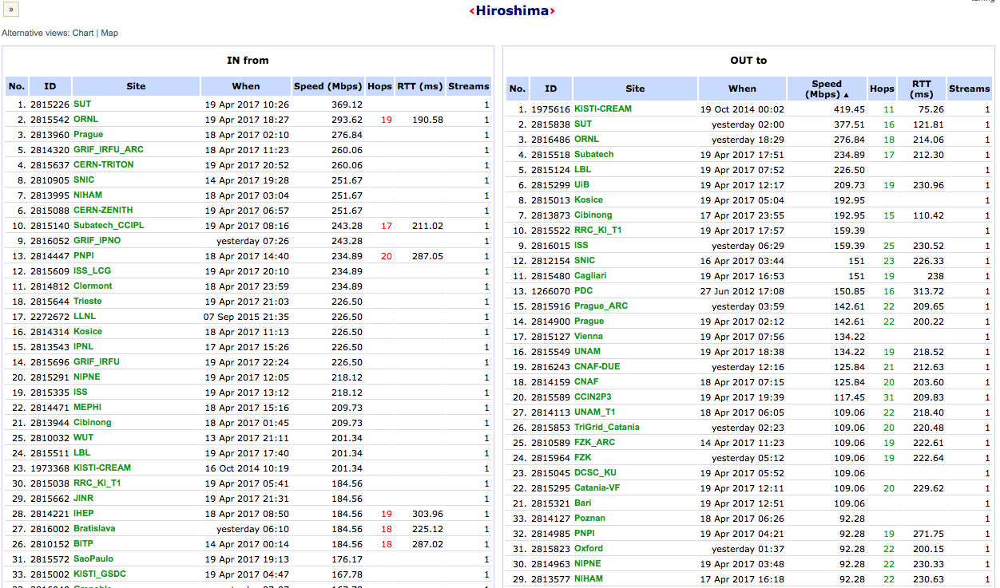 »
‹Hiroshima›
Alternative views: Chart | Map
IN from
No. ID Site When Speed (Mbps) Hops RTT (ms) Streams
1. 2815226 SUT 19 Apr 2017 10:26 369.12 1
2. 2815542 ORNL 19 Apr 2017 18:27 293.62 19 190.58 1
3. 2813960 Prague 18 Apr 2017 02:10 276.84 1
5. 2814320 GRIF_IRFU_ARC 18 Apr 2017 11:23 260.06 1
4. 2815637 CERN-TRITON 19 Apr 2017 20:52 260.06 1
8. 2810905 SNIC 14 Apr 2017 19:28 251.67 1
7. 2813995 NIHAM 18 Apr 2017 03:04 251.67 1
6. 2815088 CERN-ZENITH 19 Apr 2017 06:57 251.67 1
10. 2815140 Subatech_CCIPL 19 Apr 2017 08:16 243.28 17 211.02 1
9. 2816052 GRIF_IPNO yesterday 07:26 243.28 1
13. 2814447 PNPI 18 Apr 2017 14:40 234.89 20 287.05 1
12. 2815609 ISS_LCG 19 Apr 2017 20:10 234.89 1
11. 2814812 Clermont 18 Apr 2017 23:59 234.89 1
18. 2815644 Trieste 19 Apr 2017 21:03 226.50 1
17. 2272672 LLNL 07 Sep 2015 21:35 226.50 1
16. 2814314 Kosice 18 Apr 2017 11:13 226.50 1
15. 2813543 IPNL 17 Apr 2017 15:26 226.50 1
14. 2815696 GRIF_IRFU 19 Apr 2017 22:24 226.50 1
20. 2815291 NIPNE 19 Apr 2017 12:05 218.12 1
19. 2815335 ISS 19 Apr 2017 13:12 218.12 1
22. 2814471 MEPHI 18 Apr 2017 15:16 209.73 1
21. 2813944 Cibinong 18 Apr 2017 01:45 209.73 1
25. 2810032 WUT 13 Apr 2017 21:11 201.34 1
24. 2815511 LBL 19 Apr 2017 17:40 201.34 1
23. 1973368 KISTI-CREAM 16 Oct 2014 10:19 201.34 1
30. 2815038 RRC_KI_T1 19 Apr 2017 05:41 184.56 1
29. 2815662 JINR 19 Apr 2017 21:31 184.56 1
28. 2814221 IHEP 18 Apr 2017 08:50 184.56 19 303.96 1
27. 2816002 Bratislava yesterday 06:10 184.56 18 225.12 1
26. 2810152 BITP 14 Apr 2017 00:14 184.56 18 287.02 1
31. 2815572 SaoPaulo 19 Apr 2017 19:13 176.17 1
33. 2815002 KISTI_GSDC 19 Apr 2017 04:47 167.78 1
OUT to
No. ID Site When Speed (Mbps) ▲ Hops RTT (ms) Streams
1. 1975616 KISTI-CREAM 19 Oct 2014 00:02 419.45 11 75.26 1
2. 2815838 SUT yesterday 02:00 377.51 16 121.81 1
3. 2816486 ORNL yesterday 18:29 276.84 18 214.06 1
4. 2815518 Subatech 19 Apr 2017 17:51 234.89 17 212.30 1
5. 2815124 LBL 19 Apr 2017 07:52 226.50 1
6. 2815299 UiB 19 Apr 2017 12:17 209.73 19 230.96 1
8. 2815013 Kosice 19 Apr 2017 05:04 192.95 1
7. 2813873 Cibinong 17 Apr 2017 23:55 192.95 15 110.42 1
10. 2815522 RRC_KI_T1 19 Apr 2017 17:57 159.39 1
9. 2816015 ISS yesterday 06:29 159.39 25 230.52 1
12. 2812154 SNIC 16 Apr 2017 03:44 151 23 226.33 1
11. 2815480 Cagliari 19 Apr 2017 16:53 151 19 238 1
13. 1266070 PDC 27 Jun 2012 17:08 150.85 16 313.72 1
15. 2815916 Prague_ARC yesterday 03:59 142.61 22 209.65 1
14. 2814900 Prague 19 Apr 2017 02:12 142.61 22 200.22 1
17. 2815127 Vienna 19 Apr 2017 07:56 134.22 1
16. 2815549 UNAM 19 Apr 2017 18:38 134.22 19 218.52 1
19. 2816243 CNAF-DUE yesterday 12:16 125.84 21 212.63 1
18. 2814159 CNAF 18 Apr 2017 07:15 125.84 20 203.60 1
20. 2815589 CCIN2P3 19 Apr 2017 19:39 117.45 31 209.83 1
27. 2814113 UNAM_T1 18 Apr 2017 06:05 109.06 22 218.40 1
26. 2815853 TriGrid_Catania yesterday 02:23 109.06 20 220.48 1
25. 2810589 FZK_ARC 14 Apr 2017 11:23 109.06 19 222.61 1
24. 2815964 FZK yesterday 05:12 109.06 19 222.64 1
23. 2815045 DCSC_KU 19 Apr 2017 05:52 109.06 1
22. 2815295 Catania-VF 19 Apr 2017 12:11 109.06 20 229.62 1
21. 2815321 Bari 19 Apr 2017 12:51 109.06 1
33. 2814127 Poznan 18 Apr 2017 06:26 92.28 1
32. 2814985 PNPI 19 Apr 2017 04:21 92.28 19 271.75 1
31. 2815823 Oxford yesterday 01:37 92.28 22 200.15 1
30. 2814963 NIPNE 19 Apr 2017 03:48 92.28 22 230.33 1
29. 2813577 NIHAM 17 Apr 2017 16:18 92.28 22 230.63 1